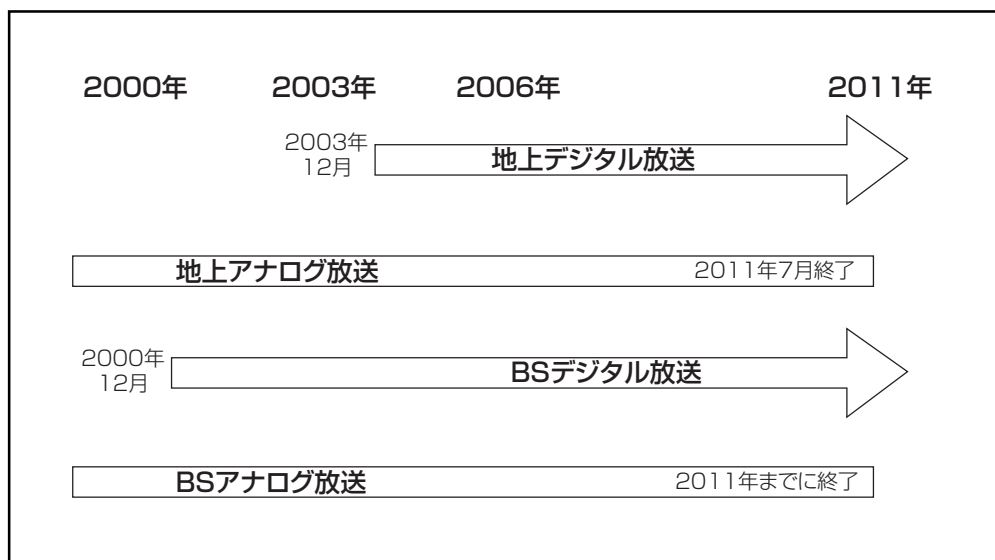 2000年 2003年 2006年 2011年
2003年
12月
地上デジタル放送
地上アナログ放送 2011年7月終了
2000年
12月
BSデジタル放送
BSアナログ放送 2011年までに終了